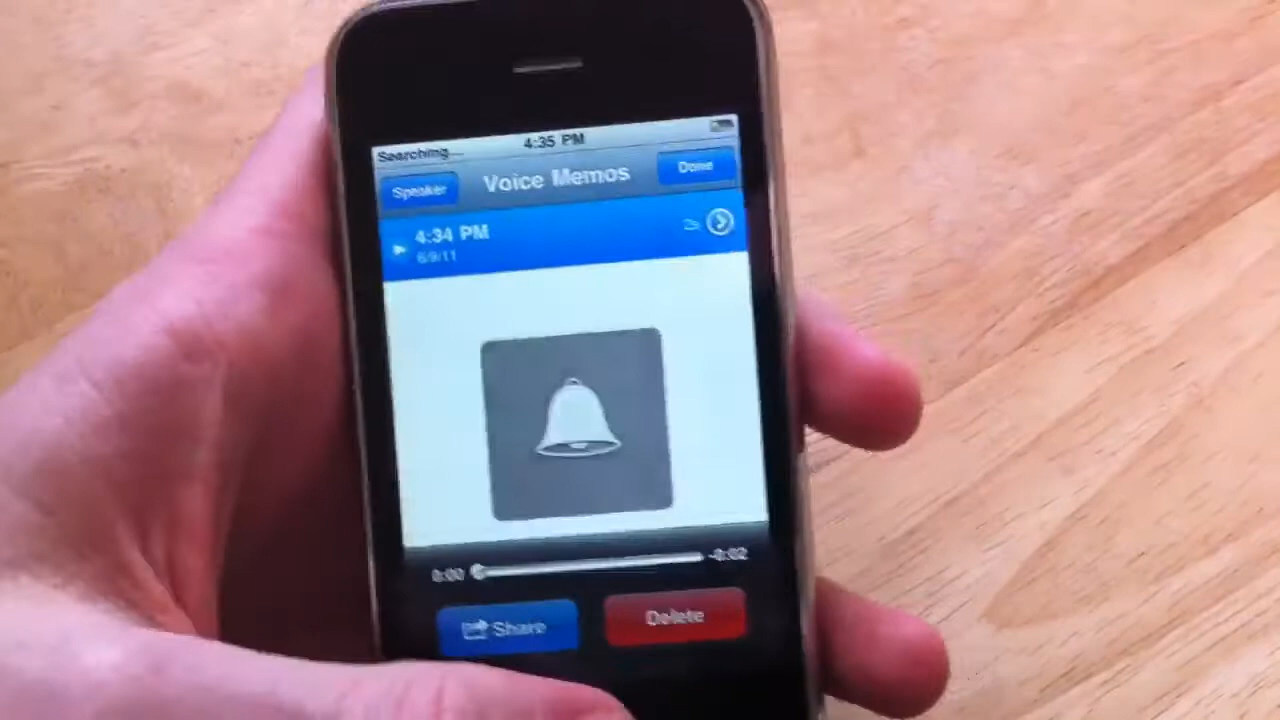 Searching... 4:35 PM
Speaker Voice Memos Done
4:34 PM 2s
6/9/11
0:00 -0:02
Share Delete